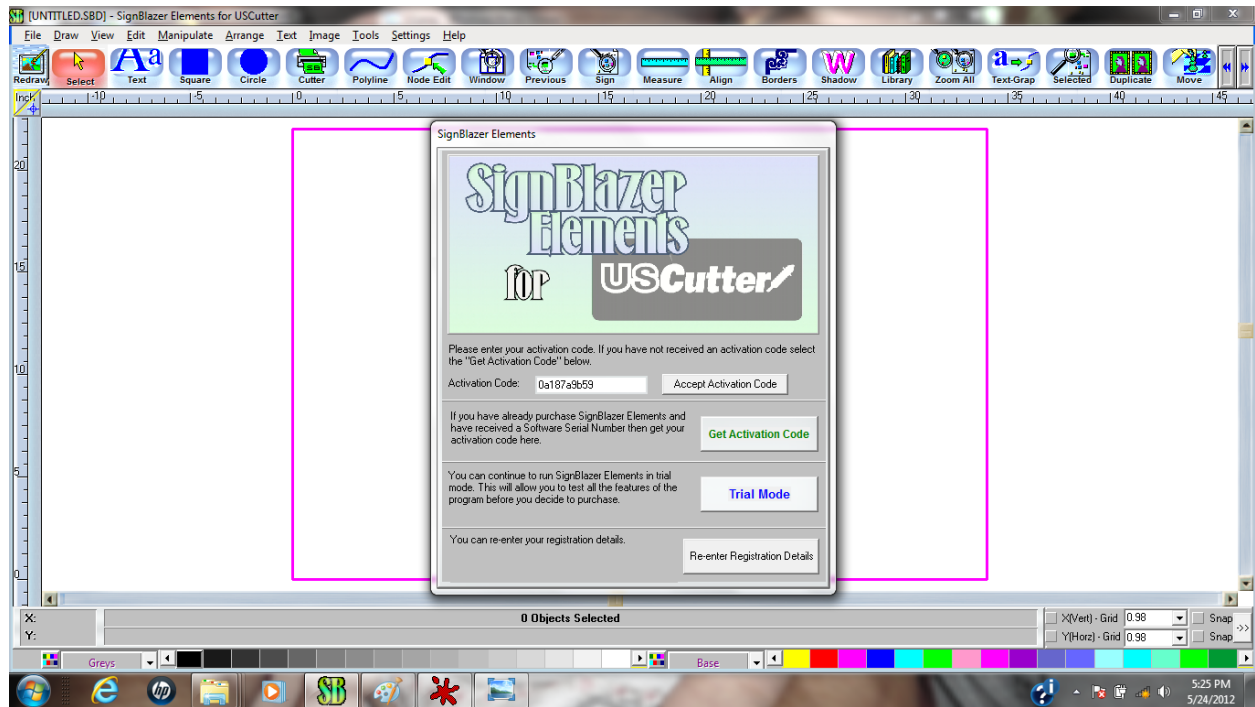 [UNTITLED.SBD] - SignBlazer Elements for USCutter
File Draw View Edit Manipulate Arrange Text Image Tools Settings Help
Redraw Select Text Square Circle Cutter Polyline Node Edit Window Previous Sign Measure Align Borders Shadow Library Zoom All Text-Grap Selected Duplicate Move
Inch -10 -5 0 5 10 15 20 25 30 35 40 45
SignBlazer Elements
SignBlazer
Elements
for USCutter
20
15
10
5
0
Please enter your activation code. If you have not received an activation code select
the "Get Activation Code" below.
Activation Code: 0a187a9b59 Accept Activation Code
If you have already purchase SignBlazer Elements and
have received a Software Serial Number then get your
activation code here.
Get Activation Code
You can continue to run SignBlazer Elements in trial
mode. This will allow you to test all the features of the
program before you decide to purchase.
Trial Mode
You can re-enter your registration details.
Re-enter Registration Details
X: 0 Objects Selected X(Vert) - Grid 0.98 Snap
Y: Y(Horz) - Grid 0.98 Snap
Greys Base
hp SB 5:25 PM
5/24/2012